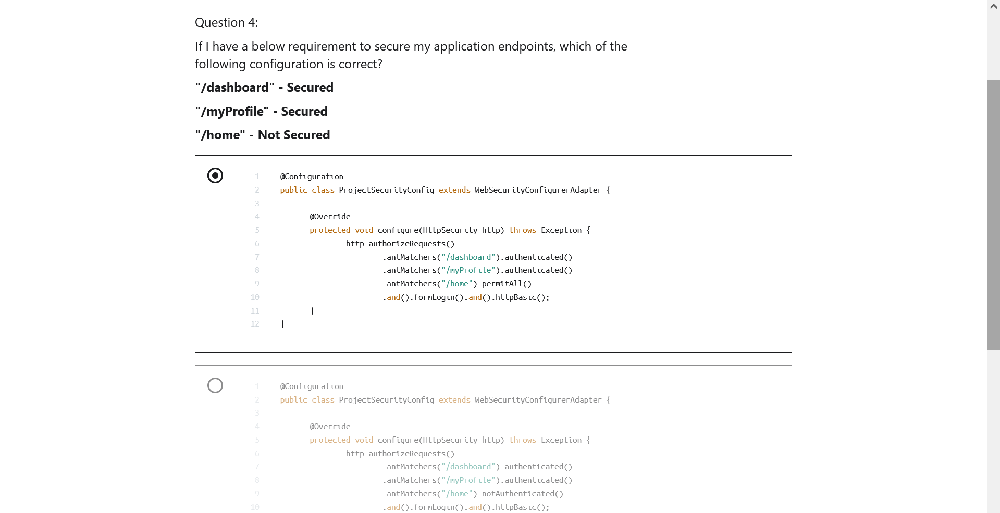 Question 4:
If I have a below requirement to secure my application endpoints, which of the
following configuration is correct?
"/dashboard" - Secured
"/myProfile" - Secured
"/home" - Not Secured
1 @Configuration
2 public class ProjectSecurityConfig extends WebSecurityConfigurerAdapter {
3
4 @Override
5 protected void configure(HttpSecurity http) throws Exception {
6 http.authorizeRequests()
7 .antMatchers("/dashboard").authenticated()
8 .antMatchers("/myProfile").authenticated()
9 .antMatchers("/home").permitAll()
10 .and().formLogin().and().httpBasic();
11 }
12 }
1 @Configuration
2 public class ProjectSecurityConfig extends WebSecurityConfigurerAdapter {
3
4 @Override
5 protected void configure(HttpSecurity http) throws Exception {
6 http.authorizeRequests()
7 .antMatchers("/dashboard").authenticated()
8 .antMatchers("/myProfile").authenticated()
9 .antMatchers("/home").notAuthenticated()
10 .and().formLogin().and().httpBasic();